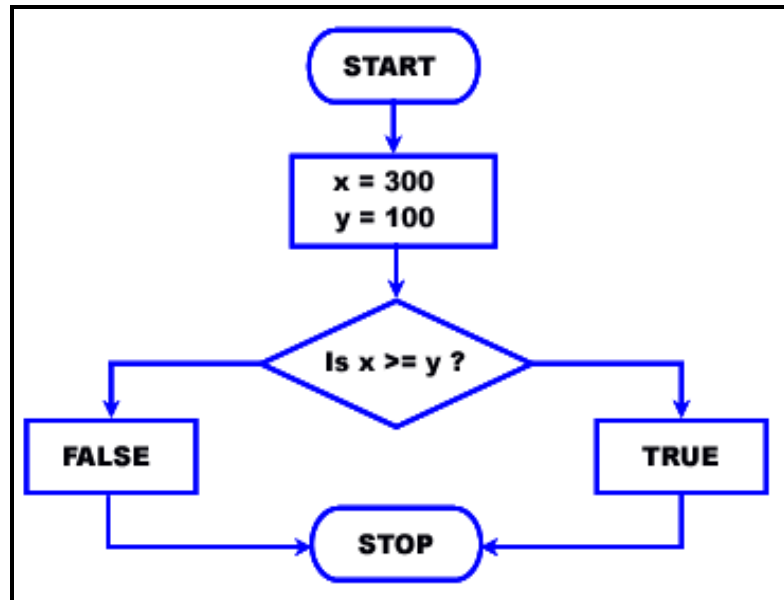 START
x = 300
y = 100
Is x >= y ?
FALSE
TRUE
STOP